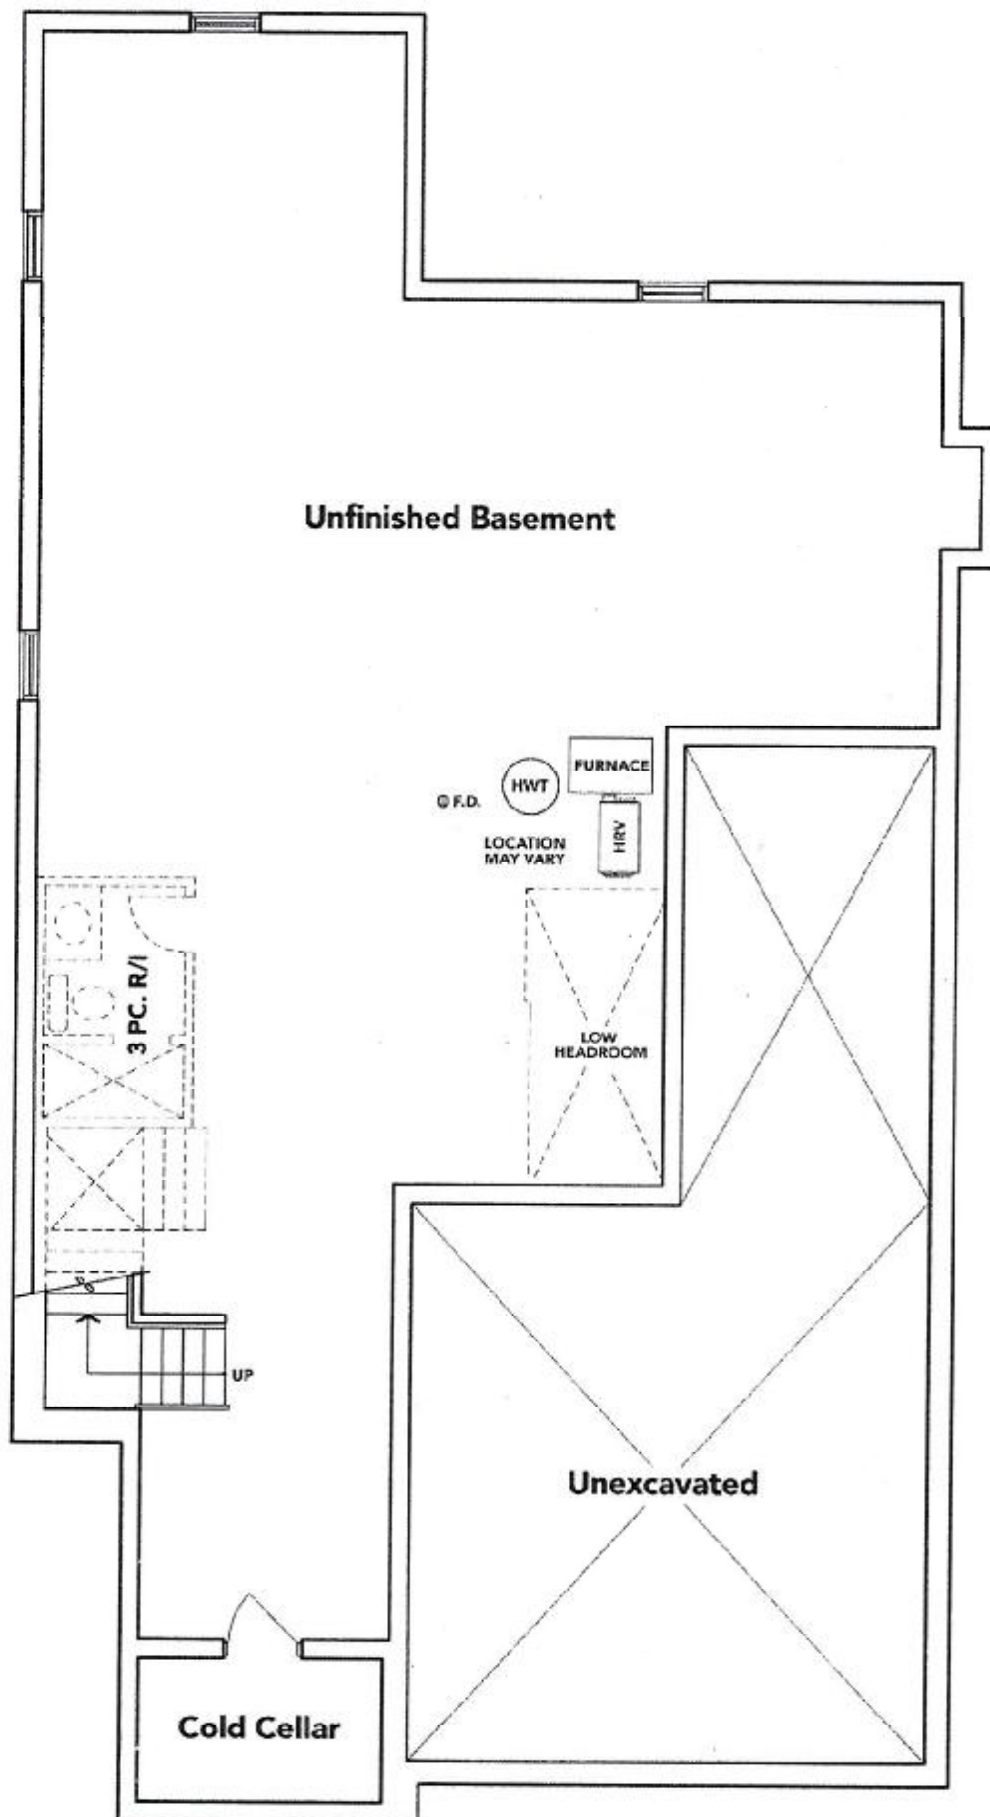 Unfinished Basement
FURNACE
HWT
F.D.
HRV
LOCATION
MAY VARY
3 PC. R/I
LOW
HEADROOM
UP
Unexcavated
Cold Cellar